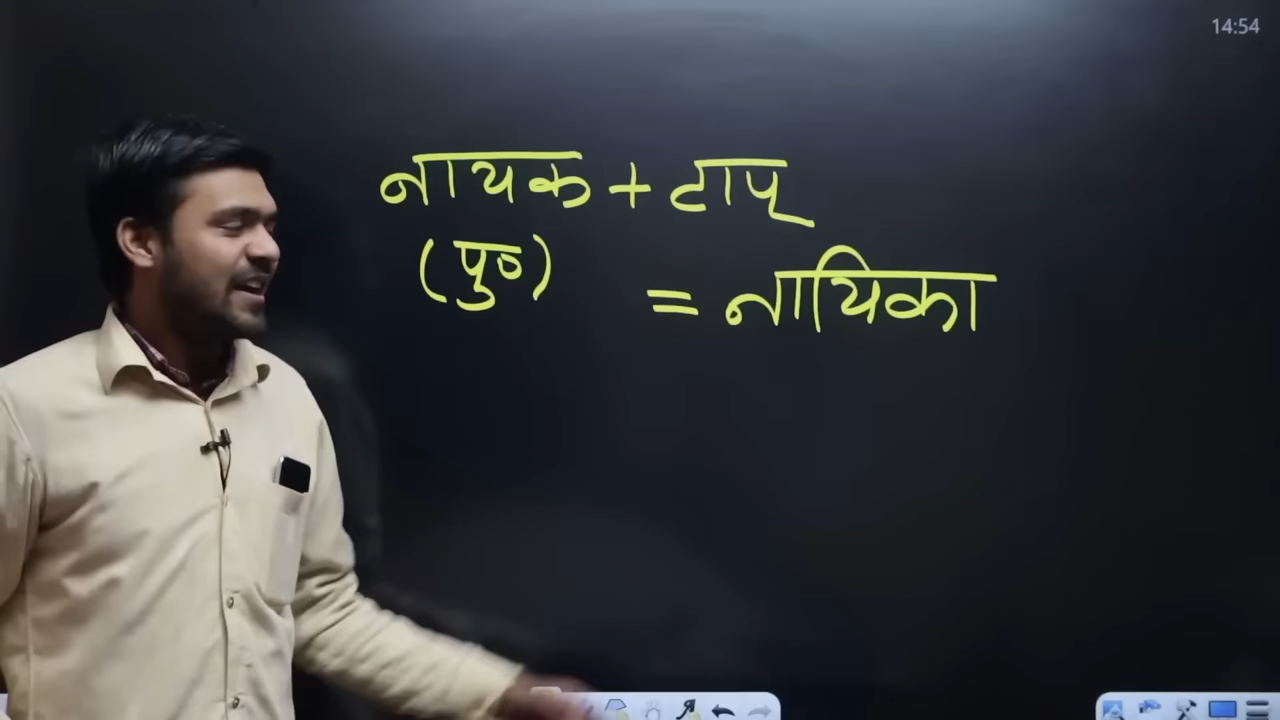 14:54
नायक + टाप्
(पु०)
= नायिका